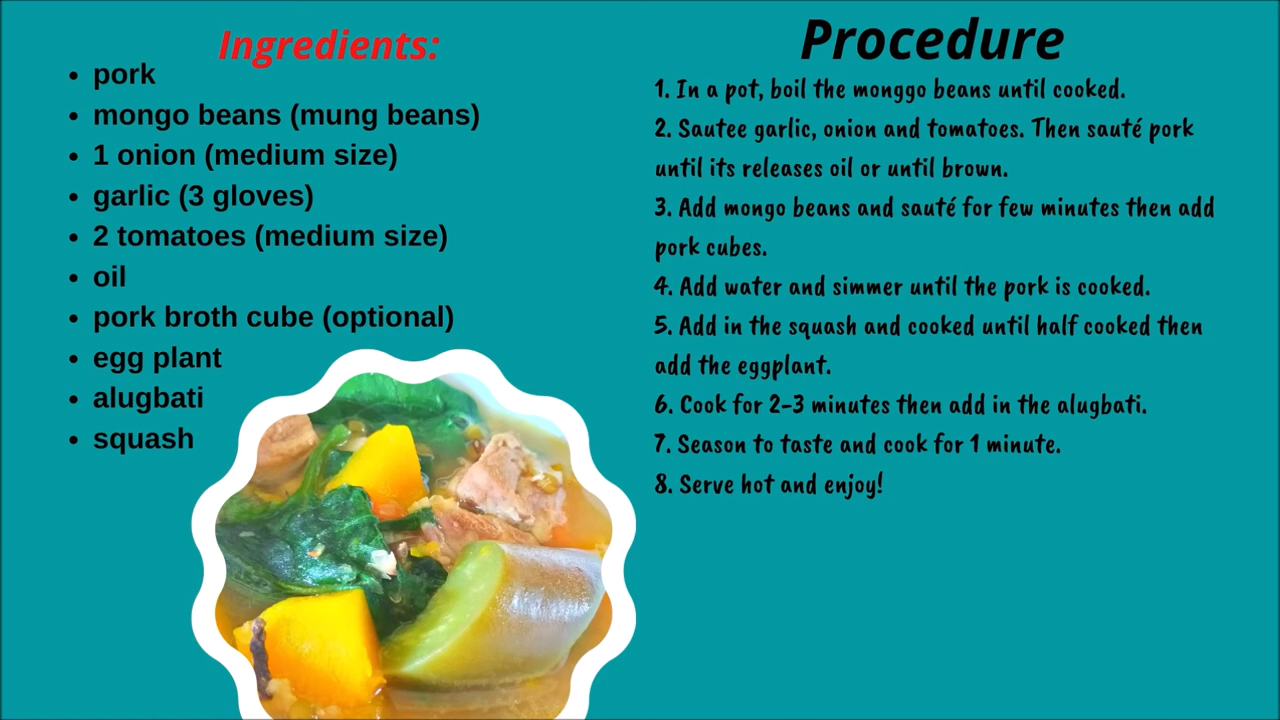 Ingredients:
• pork
• mongo beans (mung beans)
• 1 onion (medium size)
• garlic (3 gloves)
• 2 tomatoes (medium size)
• oil
• pork broth cube (optional)
• egg plant
• alugbati
• squash
Procedure
1. In a pot, boil the monggo beans until cooked.
2. Sautee garlic, onion and tomatoes. Then sauté pork
until its releases oil or until brown.
3. Add mongo beans and sauté for few minutes then add
pork cubes.
4. Add water and simmer until the pork is cooked.
5. Add in the squash and cooked until half cooked then
add the eggplant.
6. Cook for 2-3 minutes then add in the alugbati.
7. Season to taste and cook for 1 minute.
8. Serve hot and enjoy!